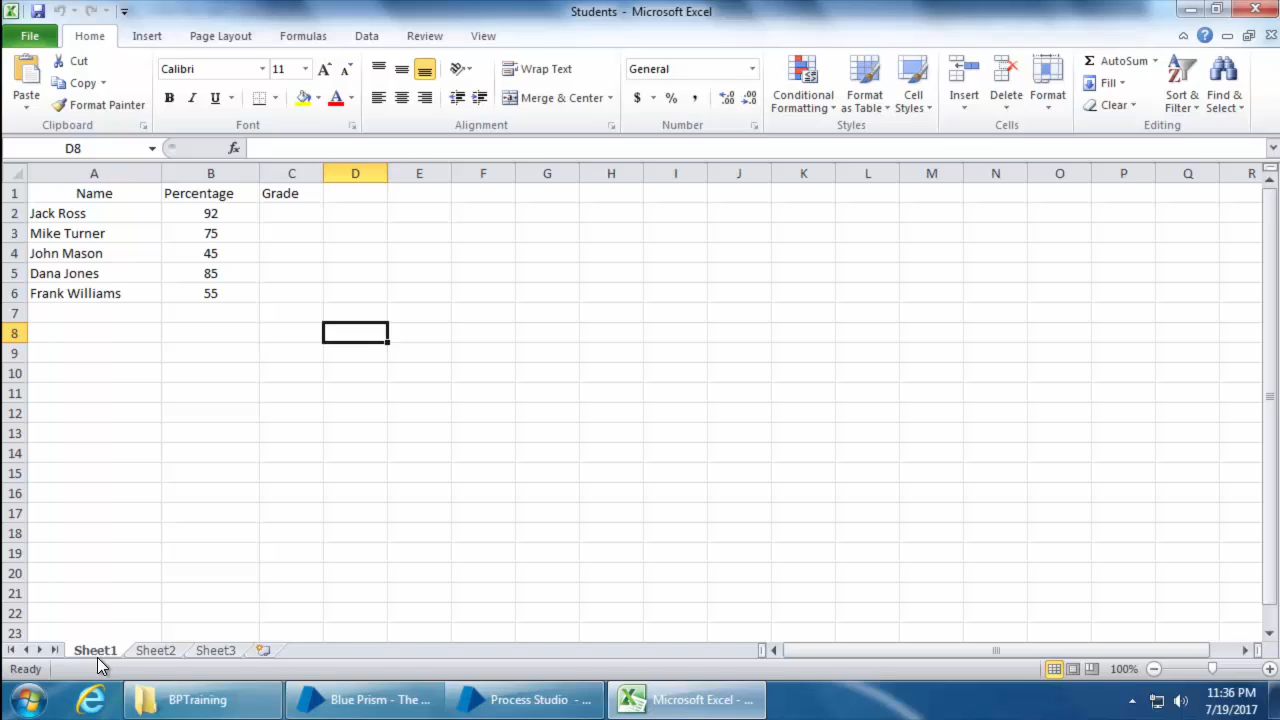 Students - Microsoft Excel
File Home Insert Page Layout Formulas Data Review View
Paste
Cut
Copy
Format Painter
Calibri 11
B I U
A A A
Wrap Text
Merge & Center
General
$ % ,
Conditional Formatting
Format as Table
Cell Styles
Insert
Delete
Format
Σ AutoSum
Fill
Clear
Sort & Filter
Find & Select
Clipboard Font Alignment Number Styles Cells Editing
D8 fx
A B C D E F G H I J K L M N O P Q R
1 Name Percentage Grade
2 Jack Ross 92
3 Mike Turner 75
4 John Mason 45
5 Dana Jones 85
6 Frank Williams 55
7
8
9
10
11
12
13
14
15
16
17
18
19
20
21
22
23
Sheet1 Sheet2 Sheet3
Ready 100%
BPTraining Blue Prism - The ... Process Studio - ... Microsoft Excel - ...
11:36 PM
7/19/2017